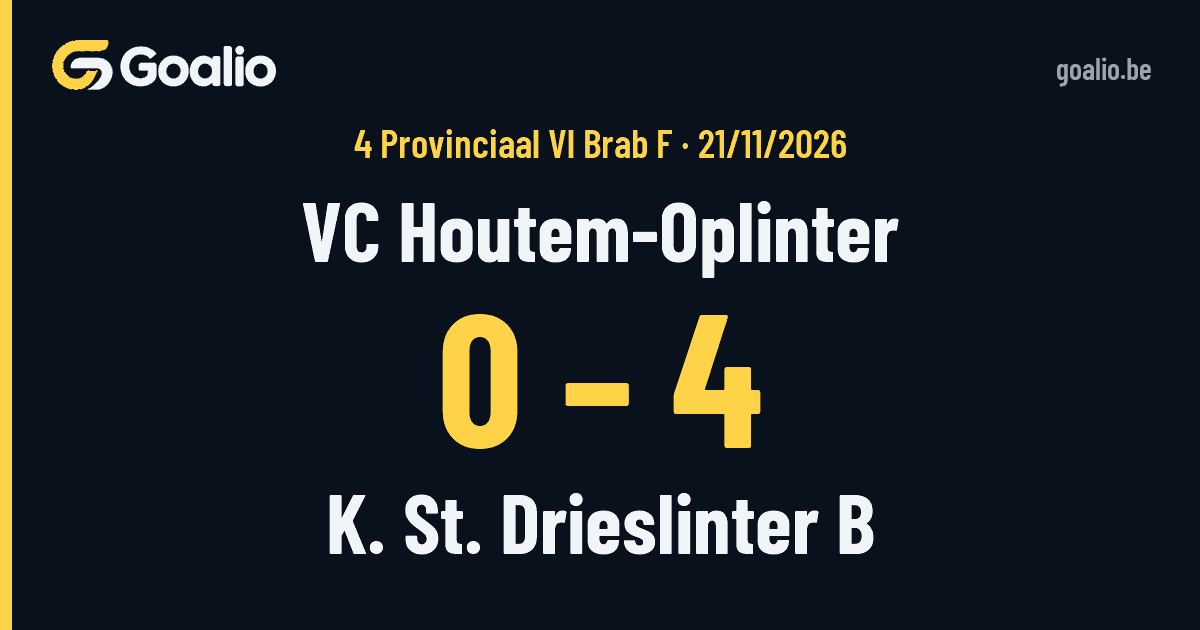 Goalio
goalio.be
4 Provinciaal Vl Brab F · 21/11/2026
VC Houtem-Oplinter
0 - 4
K. St. Drieslinter B